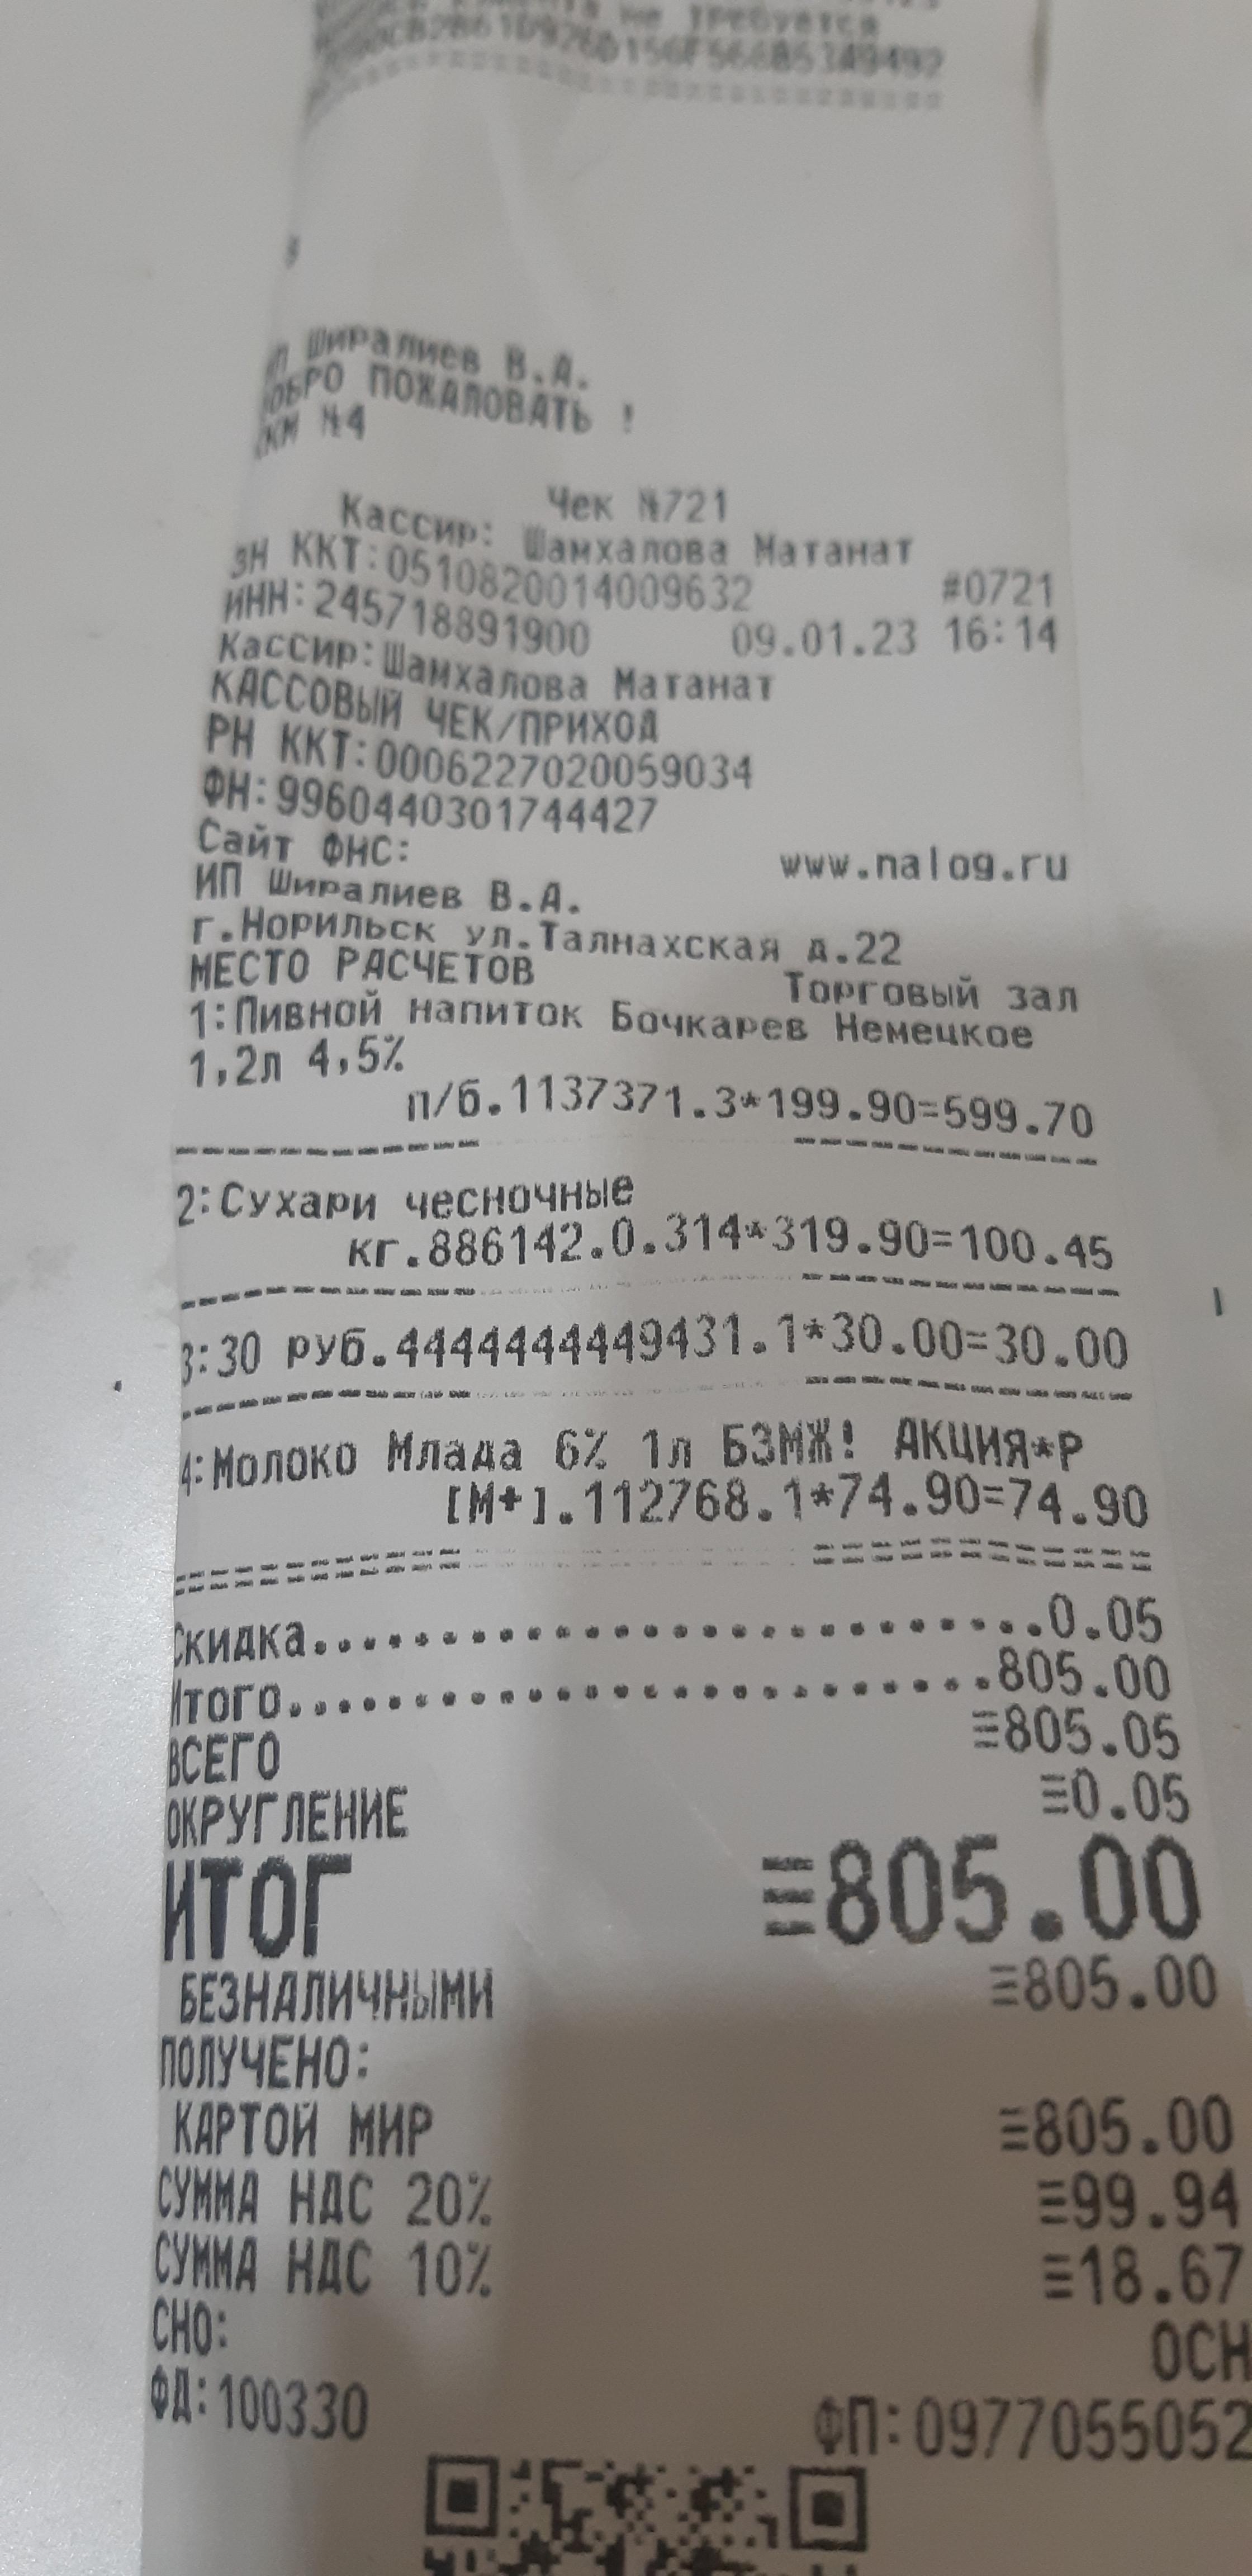 не требуется
ИП Ширалиев В.А.
ДОБРО ПОЖАЛОВАТЬ !
ККМ №4
Чек №721
Кассир: Шамхалова Матанат
ЗН ККТ:0510820014009632 #0721
ИНН:245718891900 09.01.23 16:14
Кассир:Шамхалова Матанат
КАССОВЫЙ ЧЕК/ПРИХОД
РН ККТ:0006227020059034
ФН:9960440301744427
Сайт ФНС: www.nalog.ru
ИП Ширалиев В.А.
г.Норильск ул.Талнахская д.22
МЕСТО РАСЧЕТОВ Торговый зал
1:Пивной напиток Бочкарев Немецкое
1,2л 4,5%
п/б.1137371.3*199.90=599.70
2:Сухари чесночные
кг.886142.0.314*319.90=100.45
3:30 руб.4444444449431.1*30.00=30.00
4:Молоко Млада 6% 1л БЗМЖ! АКЦИЯ*Р
[М+].112768.1*74.90=74.90
Скидка............................0.05
Итого..........................805.00
ВСЕГО ≡805.05
ОКРУГЛЕНИЕ ≡0.05
ИТОГ ≡805.00
БЕЗНАЛИЧНЫМИ ≡805.00
ПОЛУЧЕНО:
КАРТОЙ МИР ≡805.00
СУММА НДС 20% ≡99.94
СУММА НДС 10% ≡18.67
СНО: ОСН
ФД:100330 ФП:0977055052